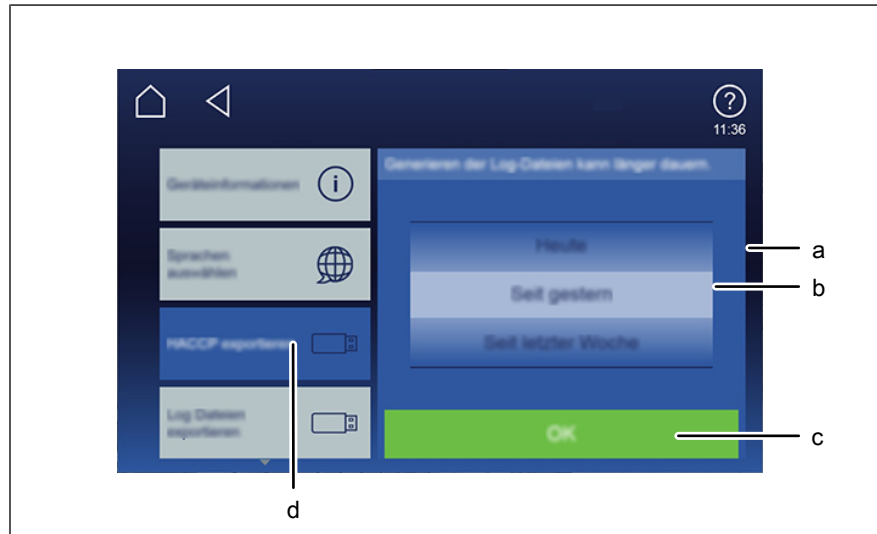 11:36
Generieren der Log-Dateien kann länger dauern.
Geräteinformationen
Heute
a
Sprachen
auswählen
Seit gestern
b
HACCP exportieren
Seit letzter Woche
Log Dateien
exportieren
OK
c
d